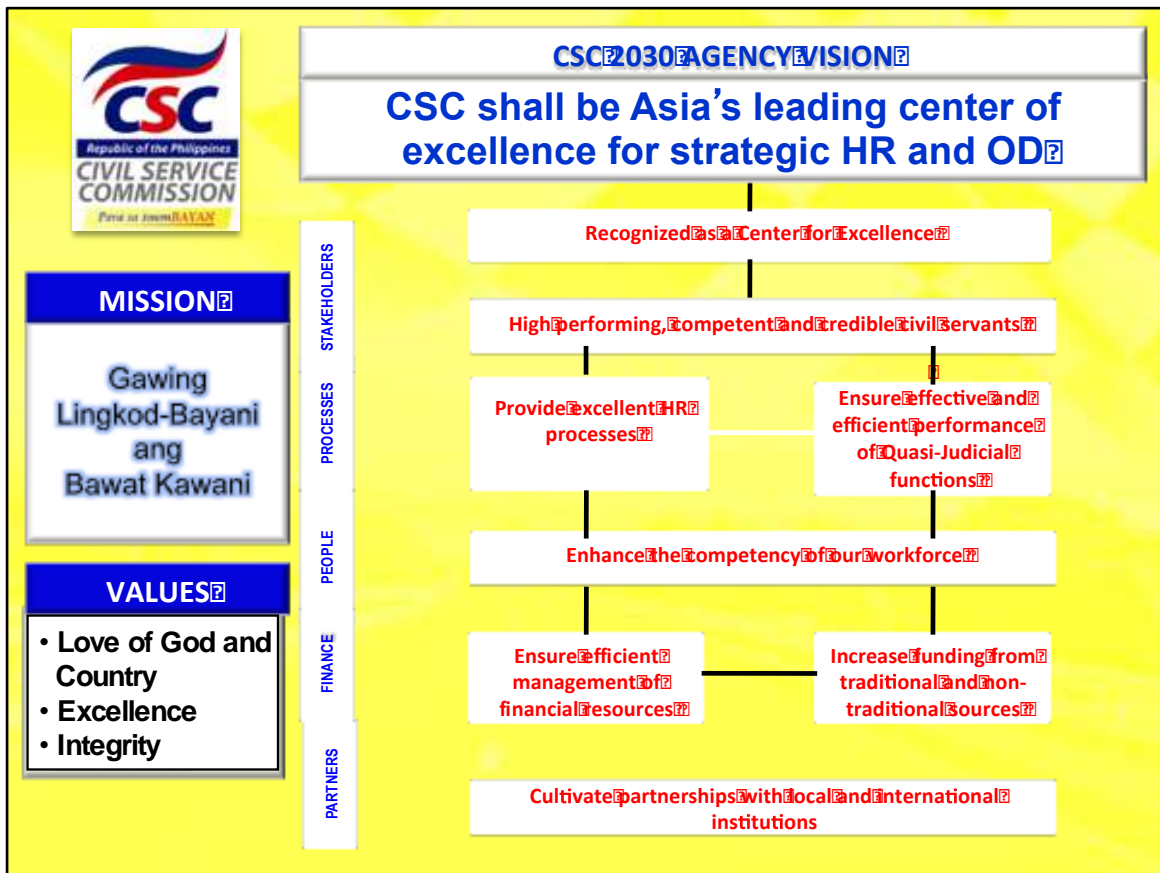 CSC
Republic of the Philippines
CIVIL SERVICE
COMMISSION
CSC 2030 AGENCY VISION
CSC shall be Asia's leading center of
excellence for strategic HR and OD
MISSION
Gawing
Lingkod-Bayani
ang
Bawat Kawani
VALUES
• Love of God and
Country
• Excellence
• Integrity
STAKEHOLDERS
Recognized as a Center for Excellence
High performing, competent and credible civil servants
PROCESSES
Provide excellent HR
processes
Ensure effective and
efficient performance
of Quasi-Judicial
functions
PEOPLE
Enhance the competency of our workforce
FINANCE
Ensure efficient
management of
financial resources
Increase funding from
traditional and non-
traditional sources
PARTNERS
Cultivate partnerships with local and international
institutions